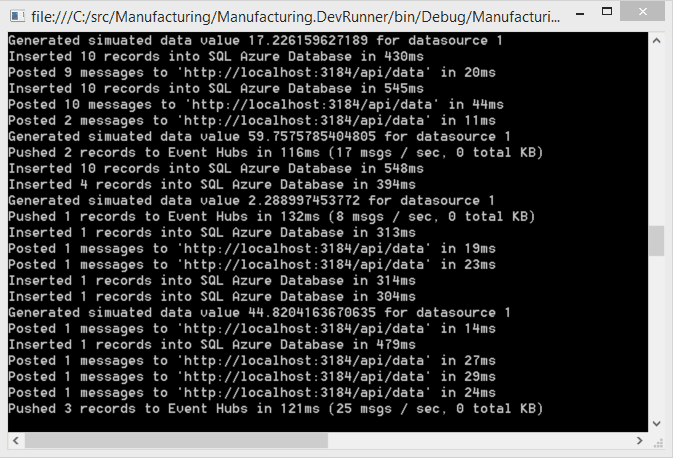 file:///C:/src/Manufacturing/Manufacturing.DevRunner/bin/Debug/Manufacturi...
Generated simuated data value 17.226159627189 for datasource 1
Inserted 10 records into SQL Azure Database in 430ms
Posted 9 messages to 'http://localhost:3184/api/data' in 20ms
Inserted 10 records into SQL Azure Database in 545ms
Posted 10 messages to 'http://localhost:3184/api/data' in 44ms
Posted 2 messages to 'http://localhost:3184/api/data' in 11ms
Generated simuated data value 59.7575785404805 for datasource 1
Pushed 2 records to Event Hubs in 116ms (17 msgs / sec, 0 total KB)
Inserted 10 records into SQL Azure Database in 548ms
Inserted 4 records into SQL Azure Database in 394ms
Generated simuated data value 2.288997453772 for datasource 1
Pushed 1 records to Event Hubs in 132ms (8 msgs / sec, 0 total KB)
Inserted 1 records into SQL Azure Database in 313ms
Posted 1 messages to 'http://localhost:3184/api/data' in 19ms
Posted 1 messages to 'http://localhost:3184/api/data' in 23ms
Inserted 1 records into SQL Azure Database in 314ms
Inserted 1 records into SQL Azure Database in 304ms
Generated simuated data value 44.8204163670635 for datasource 1
Posted 1 messages to 'http://localhost:3184/api/data' in 14ms
Inserted 1 records into SQL Azure Database in 479ms
Posted 1 messages to 'http://localhost:3184/api/data' in 27ms
Posted 1 messages to 'http://localhost:3184/api/data' in 29ms
Posted 1 messages to 'http://localhost:3184/api/data' in 24ms
Pushed 3 records to Event Hubs in 121ms (25 msgs / sec, 0 total KB)